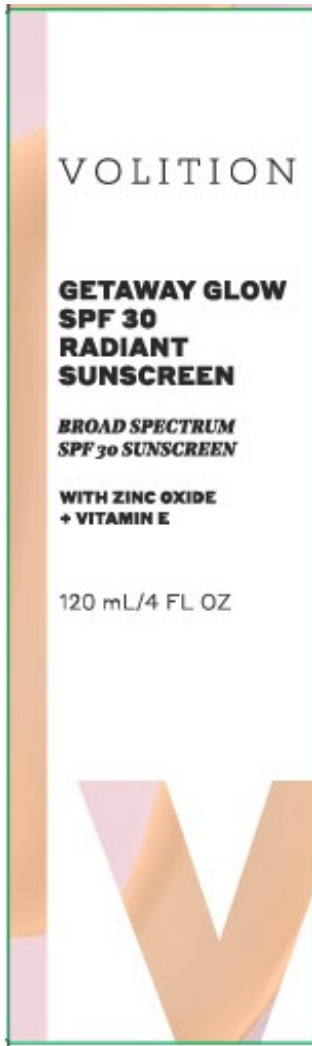 VOLITION
GETAWAY GLOW
SPF 30
RADIANT
SUNSCREEN
BROAD SPECTRUM
SPF 30 SUNSCREEN
WITH ZINC OXIDE
+ VITAMIN E
120 mL/4 FL OZ
V